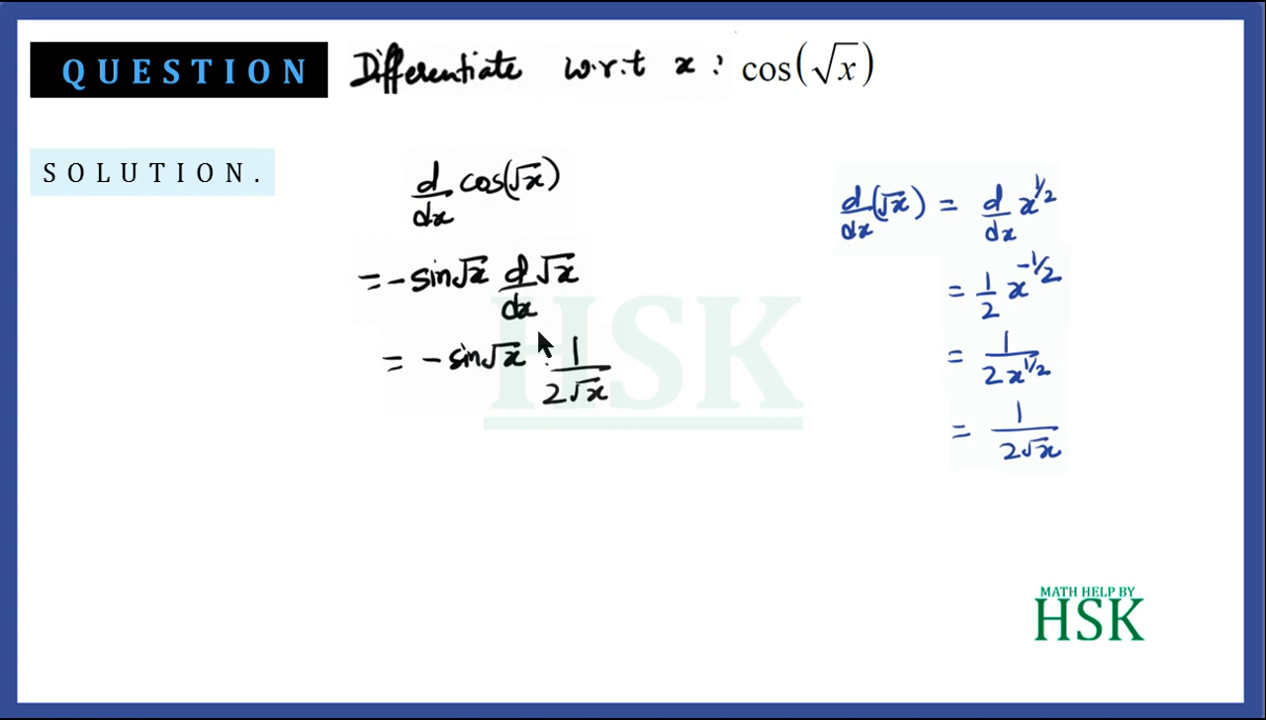 QUESTION Differentiate w.r.t x : cos(√x)
SOLUTION.
d/dx cos(√x)
= - sin√x d/dx √x
= - sin√x · 1/(2√x)
d/dx (√x) = d/dx x^1/2
= 1/2 x^-1/2
= 1/(2x^1/2)
= 1/(2√x)
HSK
MATH HELP BY
HSK